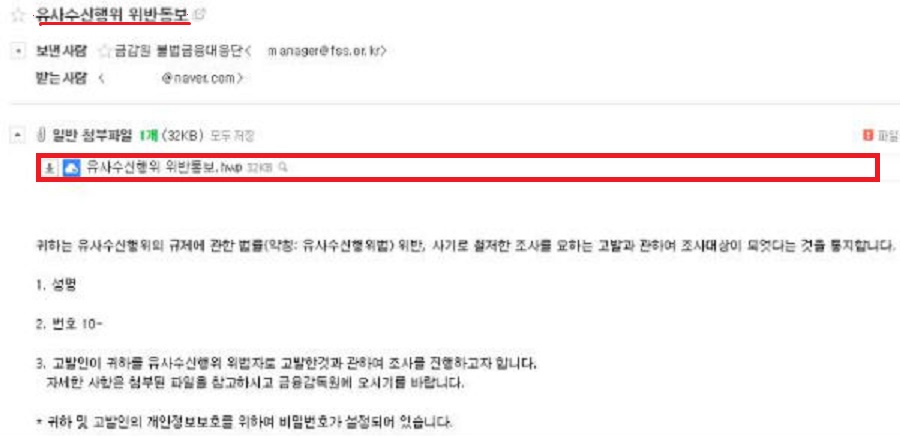 유사수신행위 위반통보
보낸사람 금감원 불법금융대응단< manager@fss.or.kr>
받는사람 < @naver.com>
일반 첨부파일 1개 (32KB) 모두저장
파일
유사수신행위 위반통보.hwp 32KB
귀하는 유사수신행위의 규제에 관한 법률(약칭: 유사수신행위법) 위반, 사기로 철저한 조사를 요하는 고발과 관하여 조사대상이 되엇다는 것을 통지합니다.
1. 성명
2. 번호 10-
3. 고발인이 귀하를 유사수신행위 위법자로 고발한것과 관하여 조사를 진행하고자 합니다.
자세한 사항은 첨부된 파일을 참고하시고 금융감독원에 오시기를 바랍니다.
* 귀하 및 고발인의 개인정보보호를 위하여 비밀번호가 설정되어 있습니다.